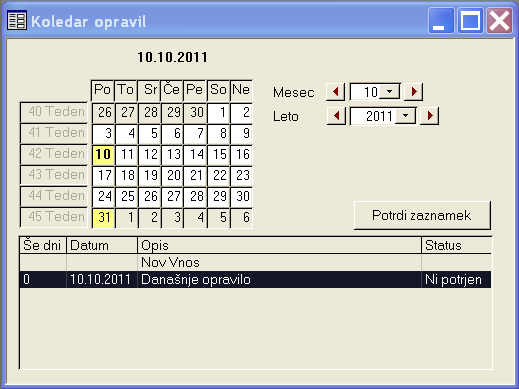 Koledar opravil
10.10.2011
Po To Sr Če Pe So Ne
40 Teden 26 27 28 29 30 1 2
41 Teden 3 4 5 6 7 8 9
42 Teden 10 11 12 13 14 15 16
43 Teden 17 18 19 20 21 22 23
44 Teden 24 25 26 27 28 29 30
45 Teden 31 1 2 3 4 5 6
Mesec 10
Leto 2011
Potrdi zaznamek
Še dni Datum Opis Status
Nov Vnos
0 10.10.2011 Današnje opravilo Ni potrjen